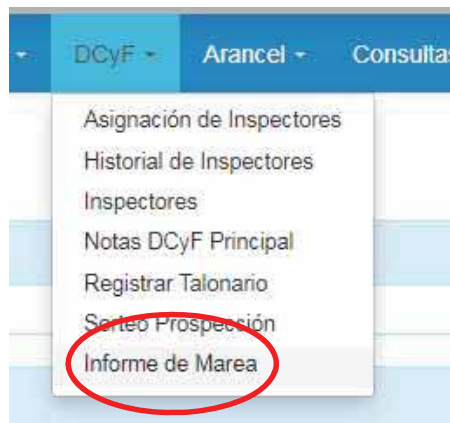 DCyF Arancel Consultas
Asignación de Inspectores
Historial de Inspectores
Inspectores
Notas DCyF Principal
Registrar Talonario
Sorteo Prospección
Informe de Marea